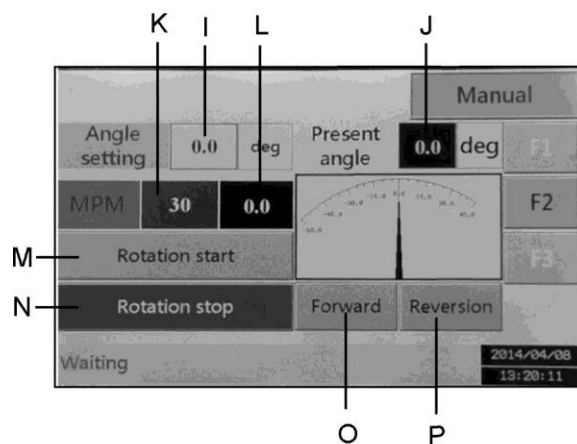 K I L J
Manual
Angle setting 0.0 deg Present angle 0.0 deg F1
MPM 30 0.0 F2
-60.0 -45.0 -30.0 -15.0 0.0 15.0 30.0 45.0
M Rotation start F3
N Rotation stop Forward Reversion
Waiting 2014/04/08
13:20:11
O P